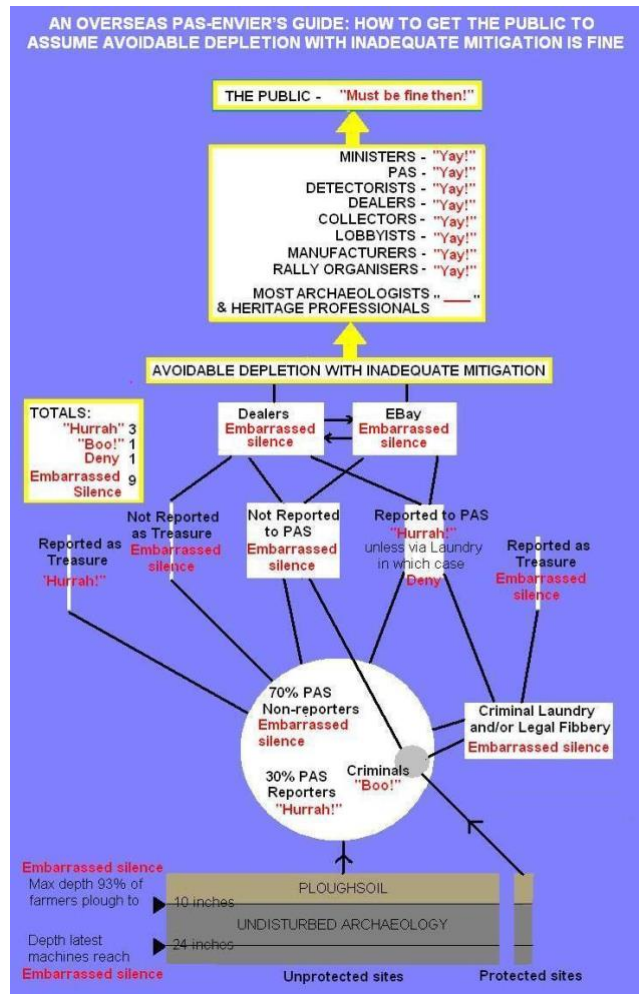 AN OVERSEAS PAS-ENVIER'S GUIDE: HOW TO GET THE PUBLIC TO
ASSUME AVOIDABLE DEPLETION WITH INADEQUATE MITIGATION IS FINE
THE PUBLIC - "Must be fine then!"
MINISTERS - "Yay!"
PAS - "Yay!"
DETECTORISTS - "Yay!"
DEALERS - "Yay!"
COLLECTORS - "Yay!"
LOBBYISTS - "Yay!"
MANUFACTURERS - "Yay!"
RALLY ORGANISERS - "Yay!"
MOST ARCHAEOLOGISTS
& HERITAGE PROFESSIONALS "___"
AVOIDABLE DEPLETION WITH INADEQUATE MITIGATION
TOTALS:
"Hurrah" 3
"Boo!" 1
Deny 1
Embarrassed
Silence 9
Dealers
Embarrassed
silence
EBay
Embarrassed
silence
Reported as
Treasure
'Hurrah!"
Not Reported
as Treasure
Embarrassed
silence
Not Reported
to PAS
Embarrassed
silence
Reported to PAS
"Hurrah!"
unless via Laundry
in which case
Deny
Reported as
Treasure
Embarrassed
silence
70% PAS
Non-reporters
Embarrassed
silence
30% PAS
Reporters
"Hurrah!"
Criminals
"Boo!"
Criminal Laundry
and/or Legal Fibbery
Embarrassed silence
Embarrassed silence
Max depth 93% of
farmers plough to
10 inches
PLOUGHSOIL
UNDISTURBED ARCHAEOLOGY
Depth latest
machines reach
24 inches
Embarrassed silence
Unprotected sites
Protected sites